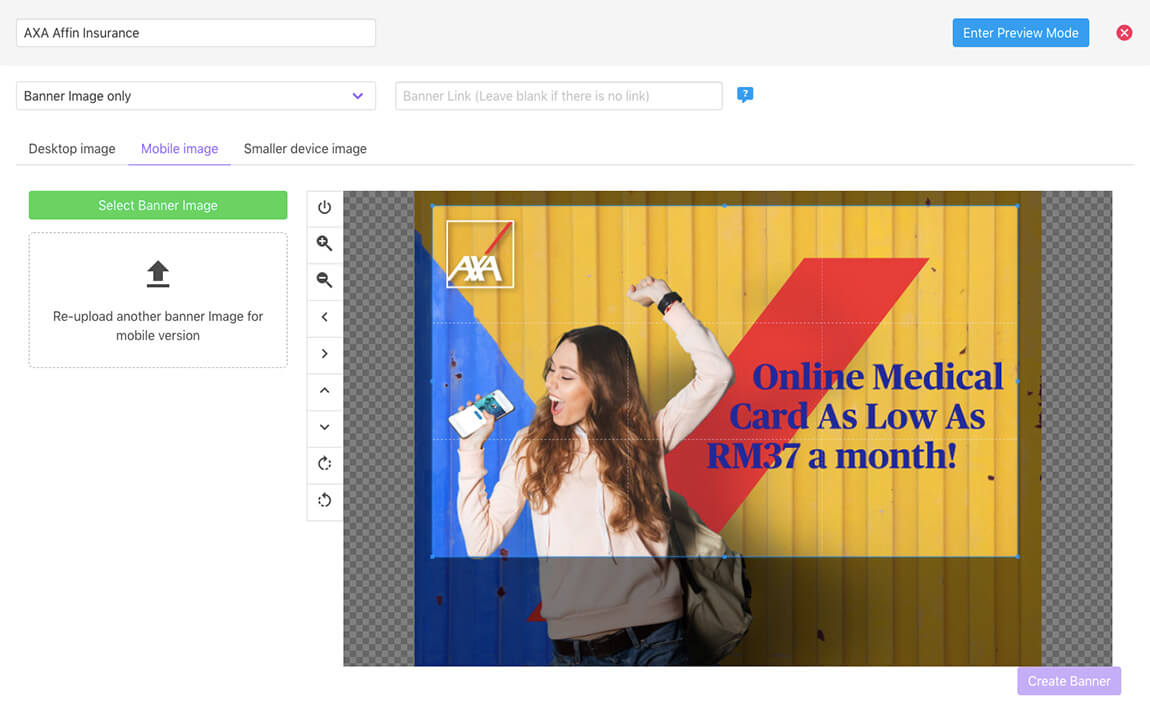 AXA Affin Insurance
Enter Preview Mode
Banner Image only
Banner Link (Leave blank if there is no link)
?
Desktop image
Mobile image
Smaller device image
Select Banner Image
Re-upload another banner Image for
mobile version
AXA
Online Medical
Card As Low As
RM37 a month!
Create Banner